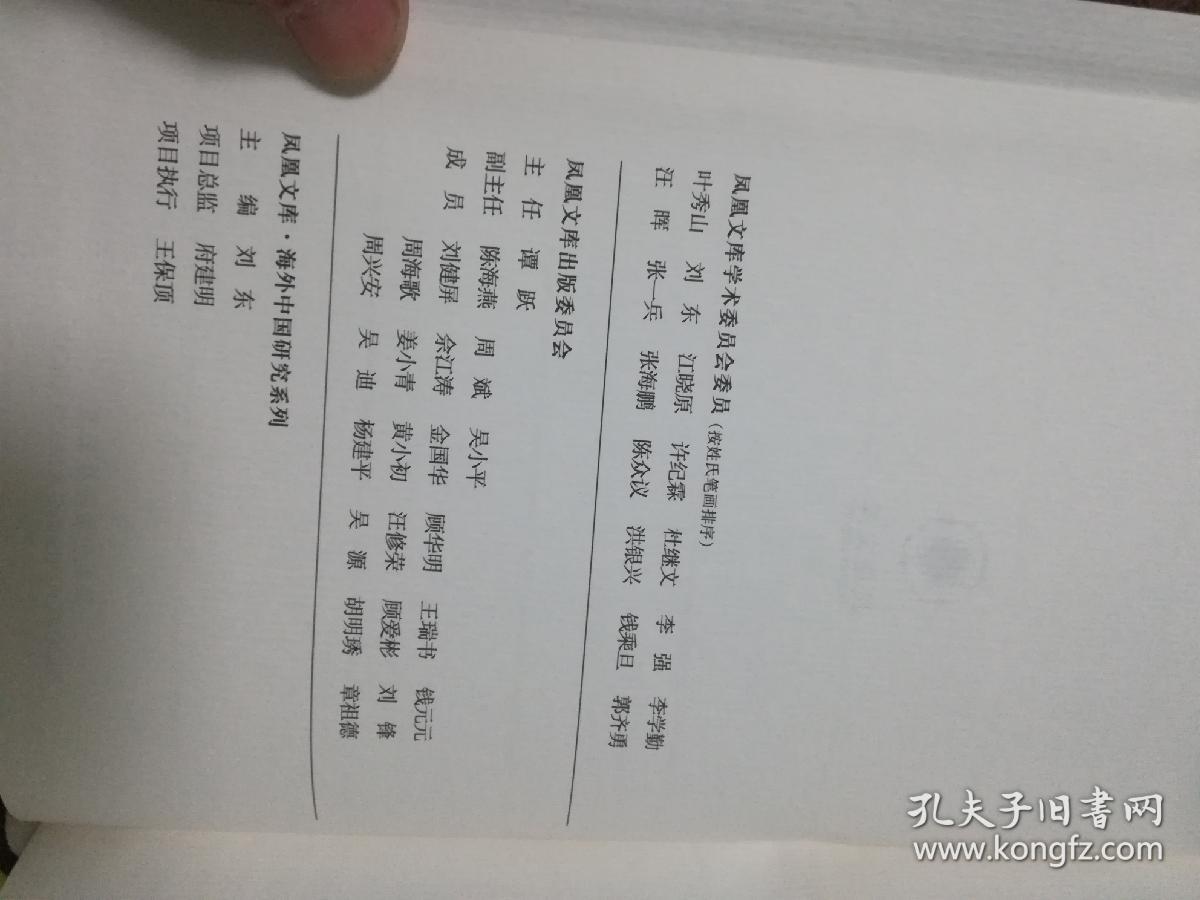 凤凰文库学术委员会委员（按姓氏笔画排序）
叶秀山 刘东 江晓原 许纪霖 杜继文 李强 李学勤
汪晖 张一兵 张海鹏 陈众议 洪银兴 钱乘旦 郭齐勇
凤凰文库出版委员会
主任 谭跃
副主任 陈海燕 周斌 吴小平
成员 刘健屏 佘江涛 金国华 顾华明 王瑞书 钱元元
周海歌 姜小青 黄小初 汪修荣 顾爱彬 刘锋
周兴安 吴迪 杨建平 吴源 胡明琇 章祖德
凤凰文库·海外中国研究系列
主编 刘东
项目总监 府建明
项目执行 王保顶
孔夫子旧书网
www.kongfz.com